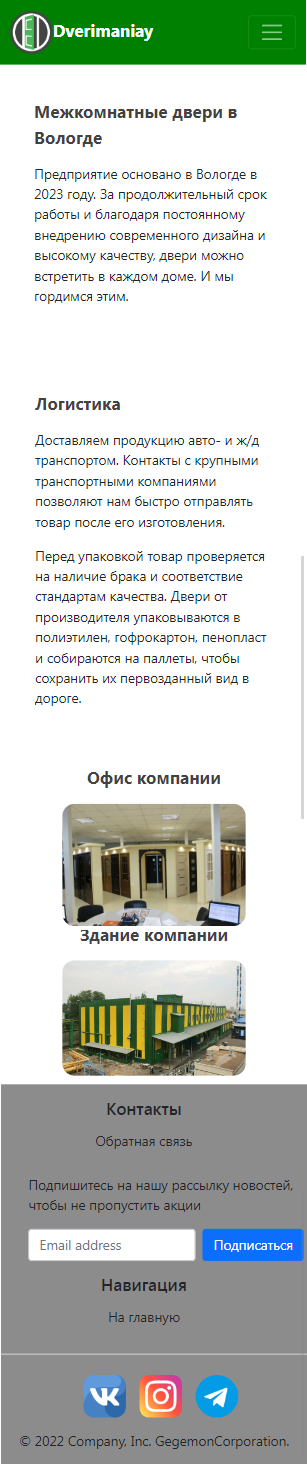 Dverimaniay
Межкомнатные двери в
Вологде
Предприятие основано в Вологде в
2023 году. За продолжительный срок
работы и благодаря постоянному
внедрению современного дизайна и
высокому качеству, двери можно
встретить в каждом доме. И мы
гордимся этим.
Логистика
Доставляем продукцию авто- и ж/д
транспортом. Контакты с крупными
транспортными компаниями
позволяют нам быстро отправлять
товар после его изготовления.
Перед упаковкой товар проверяется
на наличие брака и соответствие
стандартам качества. Двери от
производителя упаковываются в
полиэтилен, гофрокартон, пенопласт
и собираются на паллеты, чтобы
сохранить их первозданный вид в
дороге.
Офис компании
Здание компании
Контакты
Обратная связь
Подпишитесь на нашу рассылку новостей,
чтобы не пропустить акции
Email address
Подписаться
Навигация
На главную
© 2022 Company, Inc. GegemonCorporation.